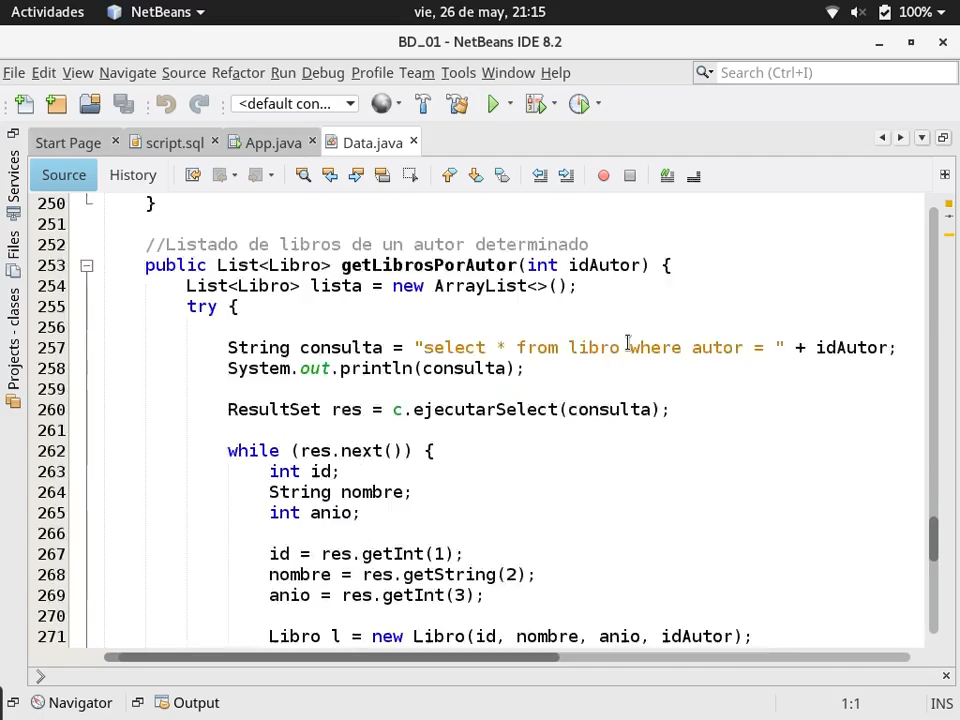 Actividades NetBeans vie, 26 de may, 21:15 100%
BD_01 - NetBeans IDE 8.2
File Edit View Navigate Source Refactor Run Debug Profile Team Tools Window Help Search (Ctrl+I)
<default con...
Start Page script.sql App.java Data.java
Source History
Services
Files
Projects - clases
250 }
251
252 //Listado de libros de un autor determinado
253 public List<Libro> getLibrosPorAutor(int idAutor) {
254 List<Libro> lista = new ArrayList<>();
255 try {
256
257 String consulta = "select * from libro where autor = " + idAutor;
258 System.out.println(consulta);
259
260 ResultSet res = c.ejecutarSelect(consulta);
261
262 while (res.next()) {
263 int id;
264 String nombre;
265 int anio;
266
267 id = res.getInt(1);
268 nombre = res.getString(2);
269 anio = res.getInt(3);
270
271 Libro l = new Libro(id, nombre, anio, idAutor);
Navigator Output 1:1 INS